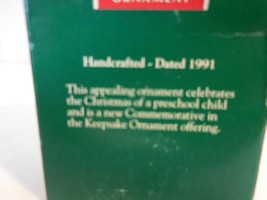 ORNAMENT
Handcrafted - Dated 1991
This appealing ornament celebrates
the Christmas of a preschool child
and is a new Commemorative in
the Keepsake Ornament offering.